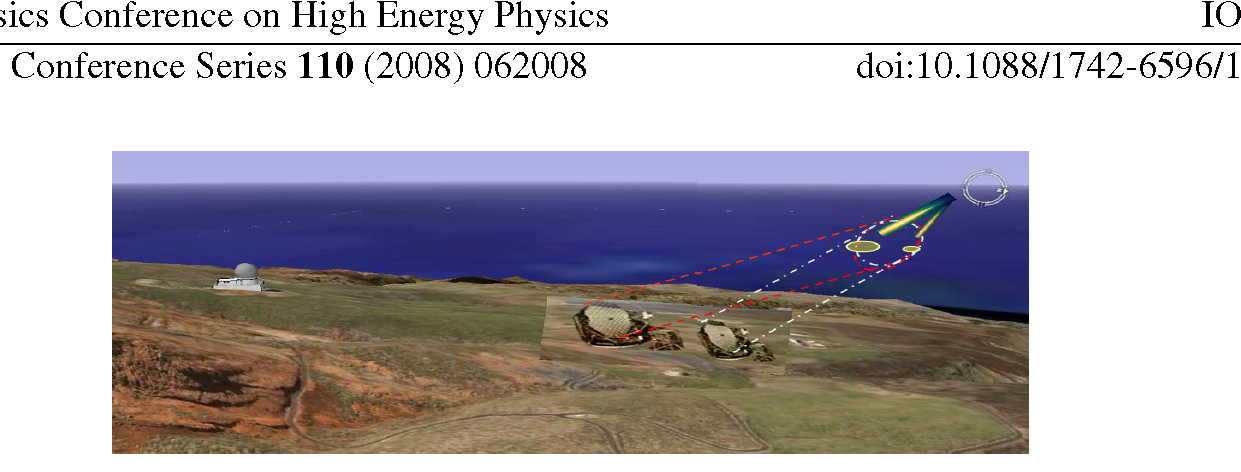 sics Conference on High Energy Physics IO
Conference Series 110 (2008) 062008 doi:10.1088/1742-6596/1